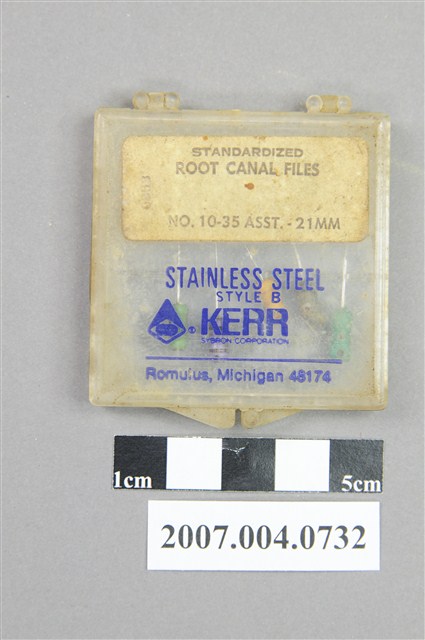 STANDARDIZED
ROOT CANAL FILES
NO. 10-35 ASST. - 21MM
STAINLESS STEEL
STYLE B
KERR
SYBRON CORPORATION
Romulus, Michigan 48174
1cm 5cm
2007.004.0732